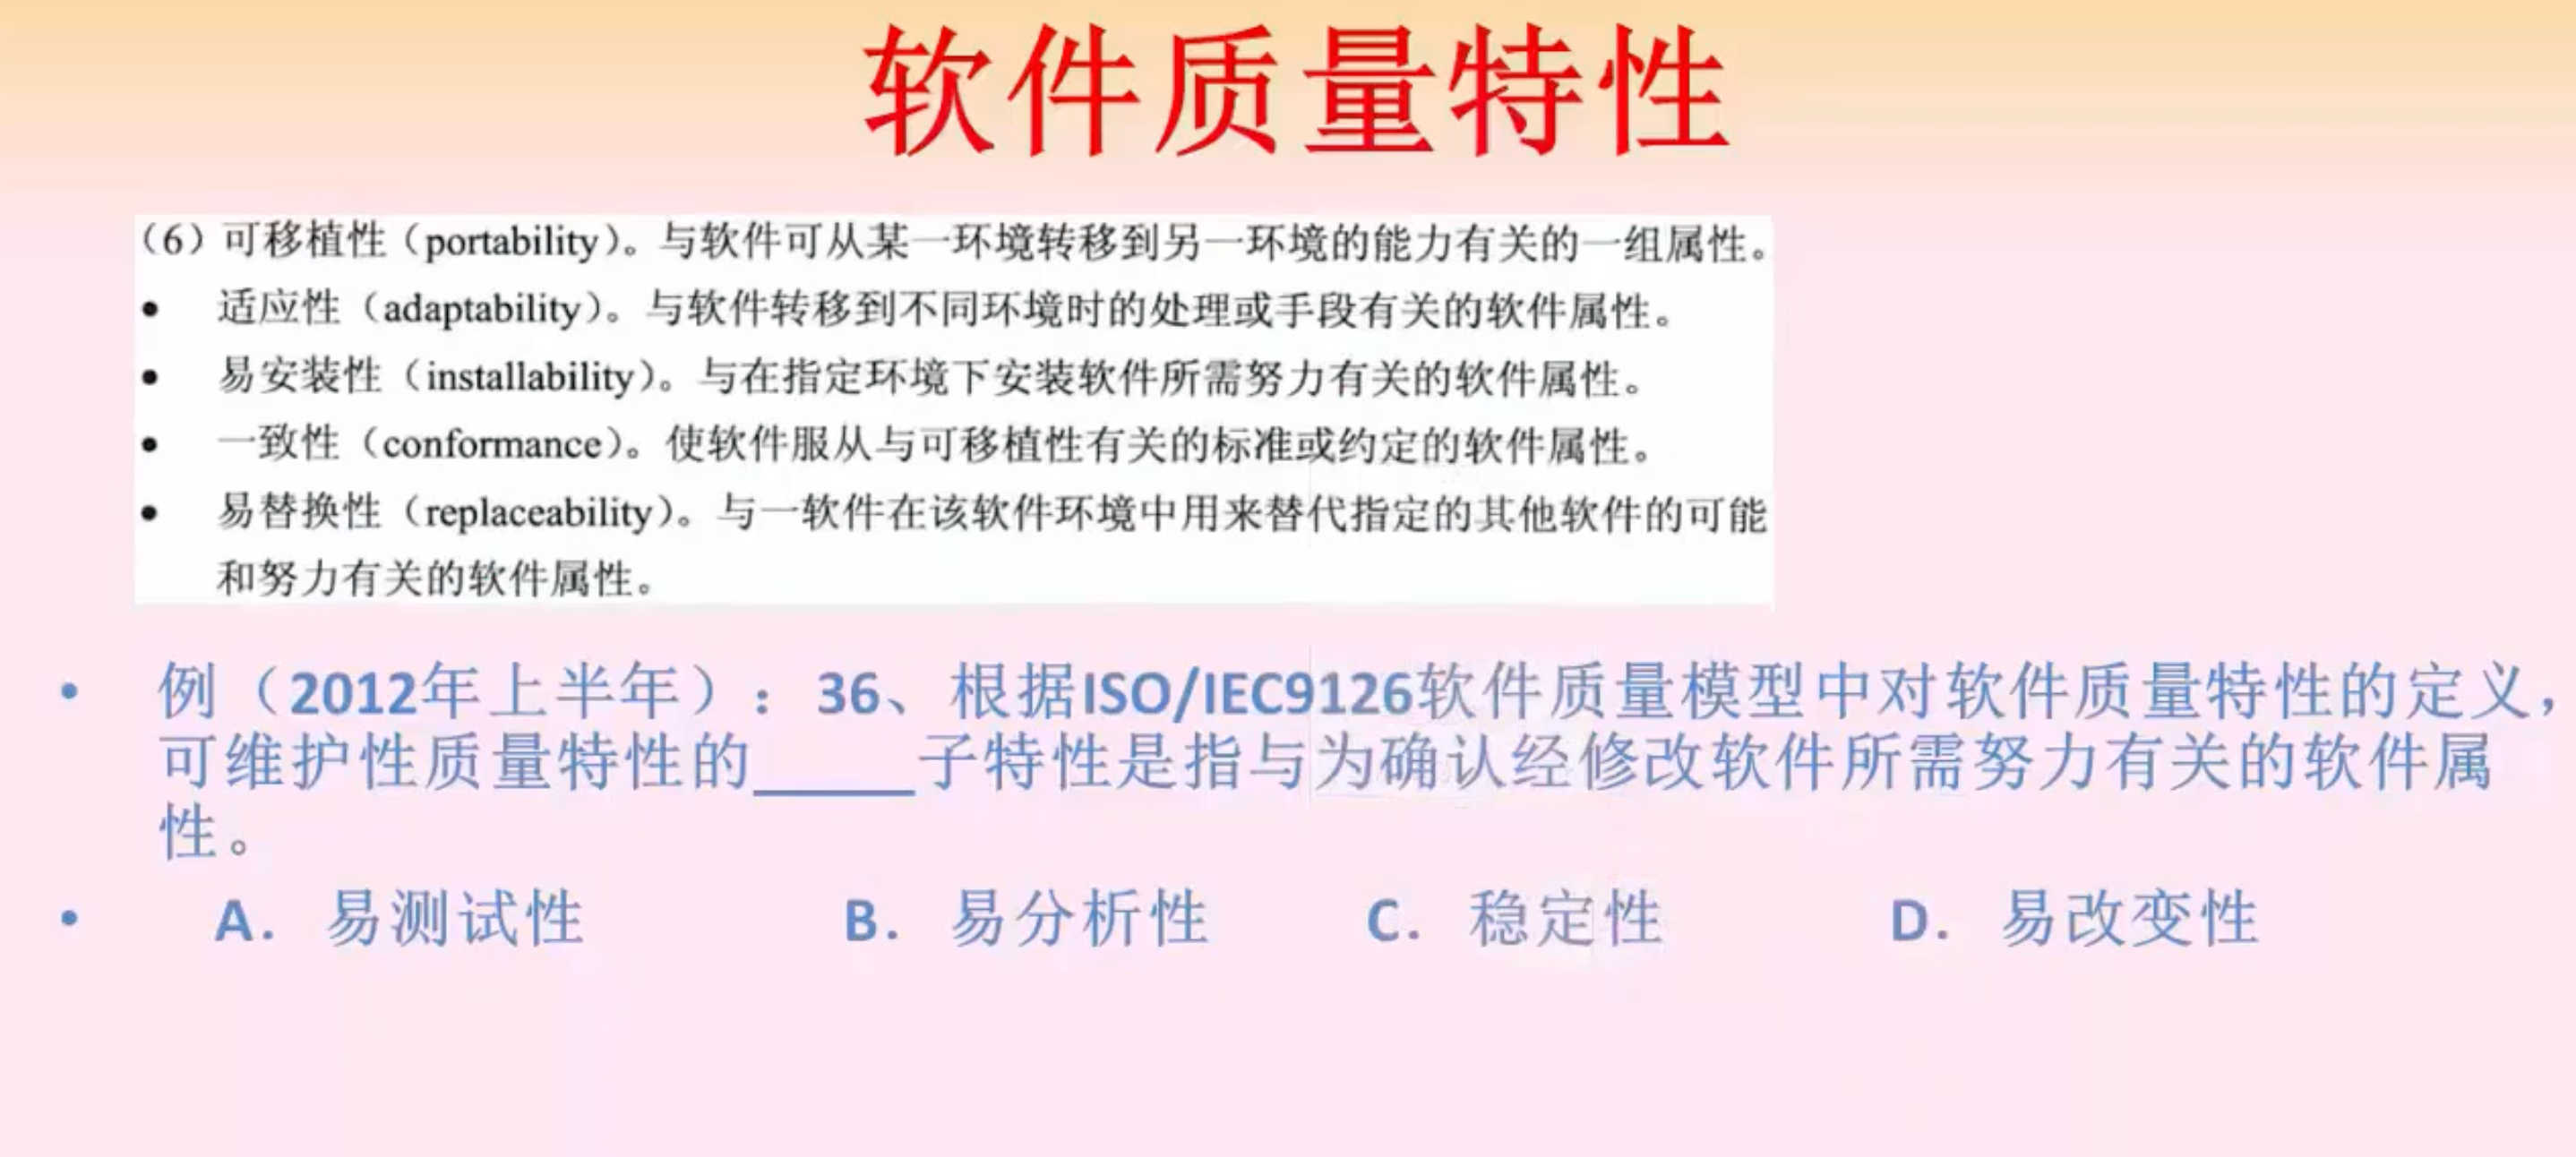 软件质量特性
（6）可移植性（portability）。与软件可从某一环境转移到另一环境的能力有关的一组属性。
• 适应性（adaptability）。与软件转移到不同环境时的处理或手段有关的软件属性。
• 易安装性（installability）。与在指定环境下安装软件所需努力有关的软件属性。
• 一致性（conformance）。使软件服从与可移植性有关的标准或约定的软件属性。
• 易替换性（replaceability）。与一软件在该软件环境中用来替代指定的其他软件的可能
和努力有关的软件属性。
• 例（2012年上半年）：36、根据ISO/IEC9126软件质量模型中对软件质量特性的定义，
可维护性质量特性的_____子特性是指与为确认经修改软件所需努力有关的软件属
性。
• A. 易测试性 B. 易分析性 C. 稳定性 D. 易改变性